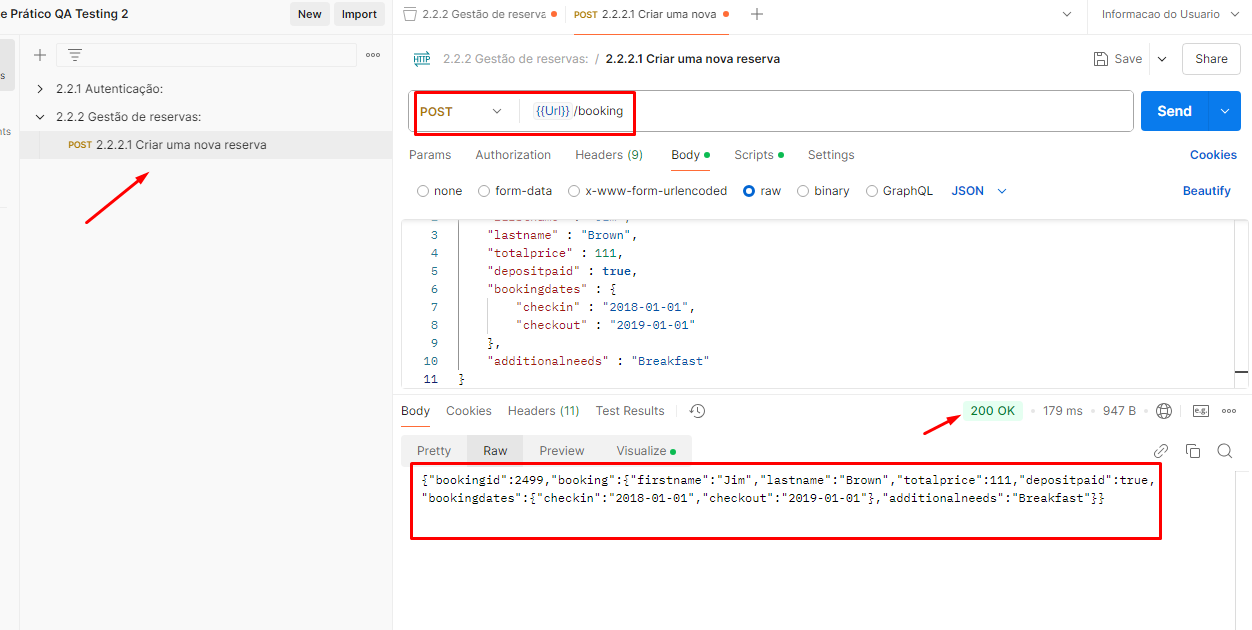 e Prático QA Testing 2
New
Import
2.2.2 Gestão de reserva
POST 2.2.2.1 Criar uma nova
Informacao do Usuario
s
nts
2.2.1 Autenticação:
2.2.2 Gestão de reservas:
POST 2.2.2.1 Criar uma nova reserva
HTTP 2.2.2 Gestão de reservas: / 2.2.2.1 Criar uma nova reserva
Save
Share
POST
{{Url}} /booking
Send
Params
Authorization
Headers (9)
Body
Scripts
Settings
Cookies
none
form-data
x-www-form-urlencoded
raw
binary
GraphQL
JSON
Beautify
3 "lastname" : "Brown",
4 "totalprice" : 111,
5 "depositpaid" : true,
6 "bookingdates" : {
7 "checkin" : "2018-01-01",
8 "checkout" : "2019-01-01"
9 },
10 "additionalneeds" : "Breakfast"
11 }
Body
Cookies
Headers (11)
Test Results
200 OK
179 ms
947 B
e.g.
Pretty
Raw
Preview
Visualize
{"bookingid":2499,"booking":{"firstname":"Jim","lastname":"Brown","totalprice":111,"depositpaid":true,
"bookingdates":{"checkin":"2018-01-01","checkout":"2019-01-01"},"additionalneeds":"Breakfast"}}